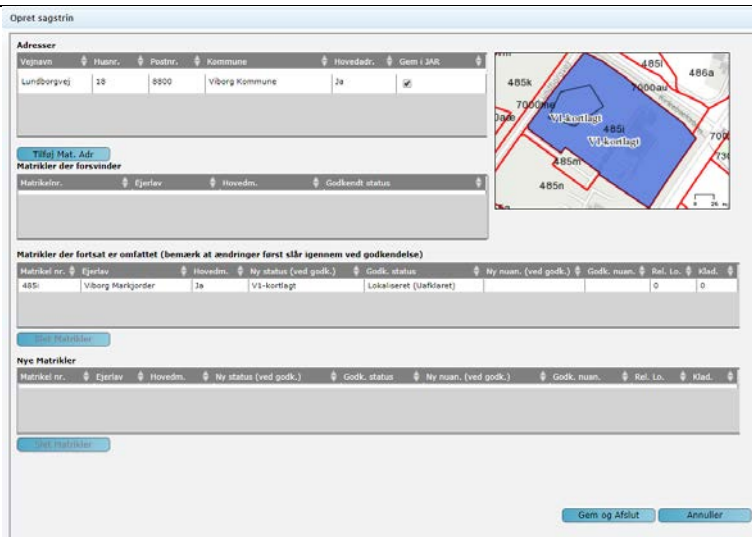 Opret sagstrin
Adresser
Vejnavn Husnr. Postnr. Kommune Hovedadr. Gem i JAR
Lundborgvej 18 8800 Viborg Kommune Ja
Tilføj Mat. Adr
Matrikler der forsvinder
Matrikelnr. Ejerlav Hovedm. Godkendt status
485k
485l
486a
7000au
7000me
V1-kortlagt
485i
V1-kortlagt
485m
485n
Matrikler der fortsat er omfattet (bemærk at ændringer først slår igennem ved godkendelse)
Matrikel nr. Ejerlav Hovedm. Ny status (ved godk.) Godk. status Ny nuan. (ved godk.) Godk. nuan. Rel. Lo. Klad.
485i Viborg Markjorder Ja V1-kortlagt Lokaliseret (Uafklaret) 0 0
Slet Matrikler
Nye Matrikler
Matrikel nr. Ejerlav Hovedm. Ny status (ved godk.) Godk. status Ny nuan. (ved godk.) Godk. nuan. Rel. Lo. Klad.
Slet Matrikler
Gem og Afslut Annuller